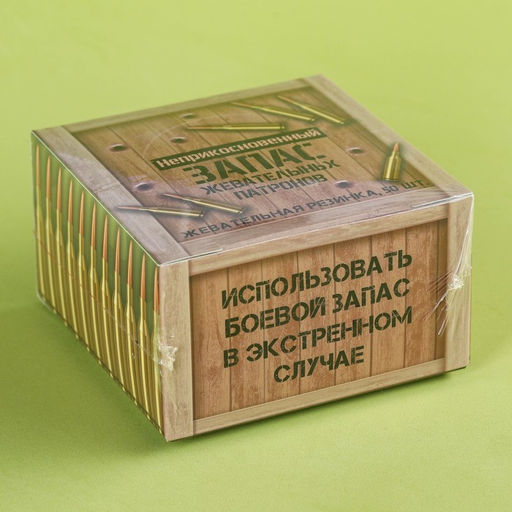 Неприкосновенный
ЗАПАС
ЖЕВАТЕЛЬНЫХ
ПАТРОНОВ
ЖЕВАТЕЛЬНАЯ РЕЗИНКА, 50 ШТ
ИСПОЛЬЗОВАТЬ
БОЕВОЙ ЗАПАС
В ЭКСТРЕННОМ
СЛУЧАЕ